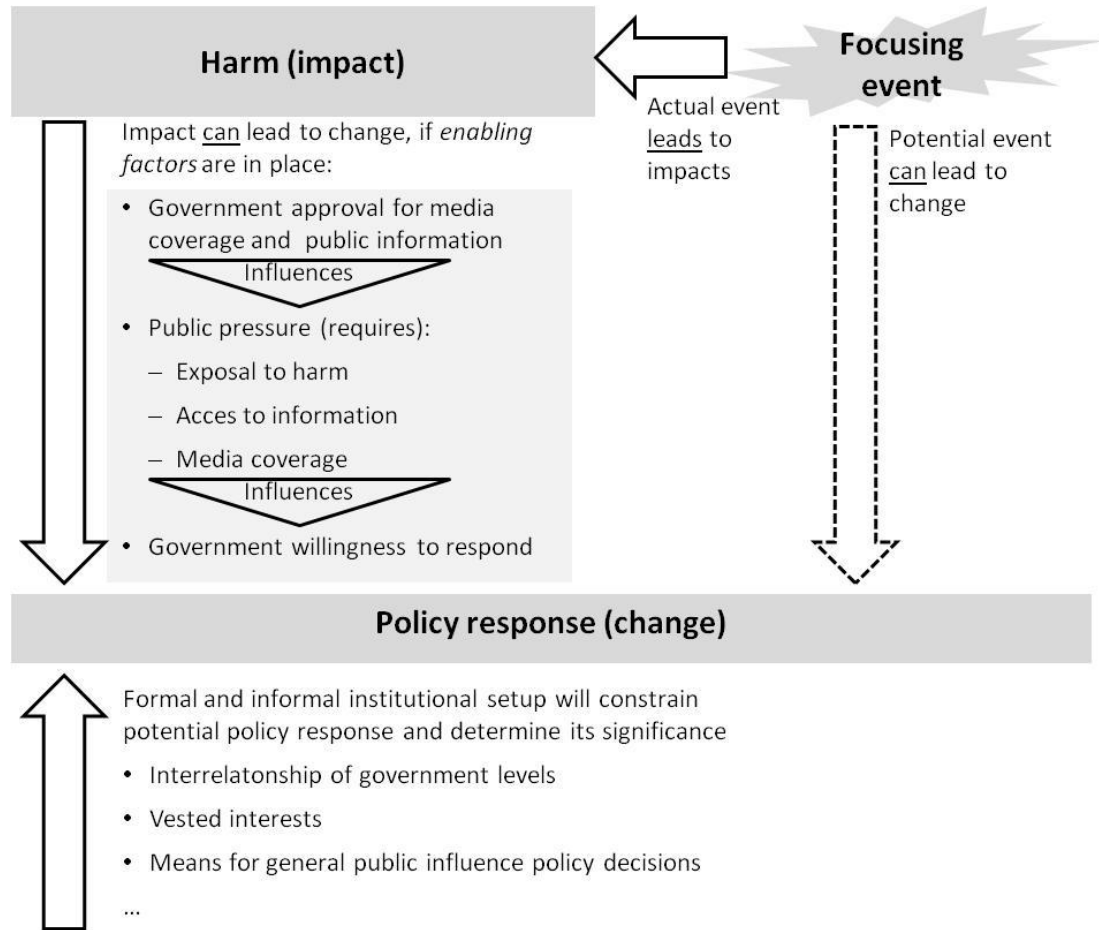 Harm (impact)
Focusing
event
Actual event
leads to
impacts
Potential event
can lead to
change
Impact can lead to change, if enabling
factors are in place:
• Government approval for media
coverage and public information
Influences
• Public pressure (requires):
– Exposal to harm
– Acces to information
– Media coverage
Influences
• Government willingness to respond
Policy response (change)
Formal and informal institutional setup will constrain
potential policy response and determine its significance
• Interrelatonship of government levels
• Vested interests
• Means for general public influence policy decisions
...